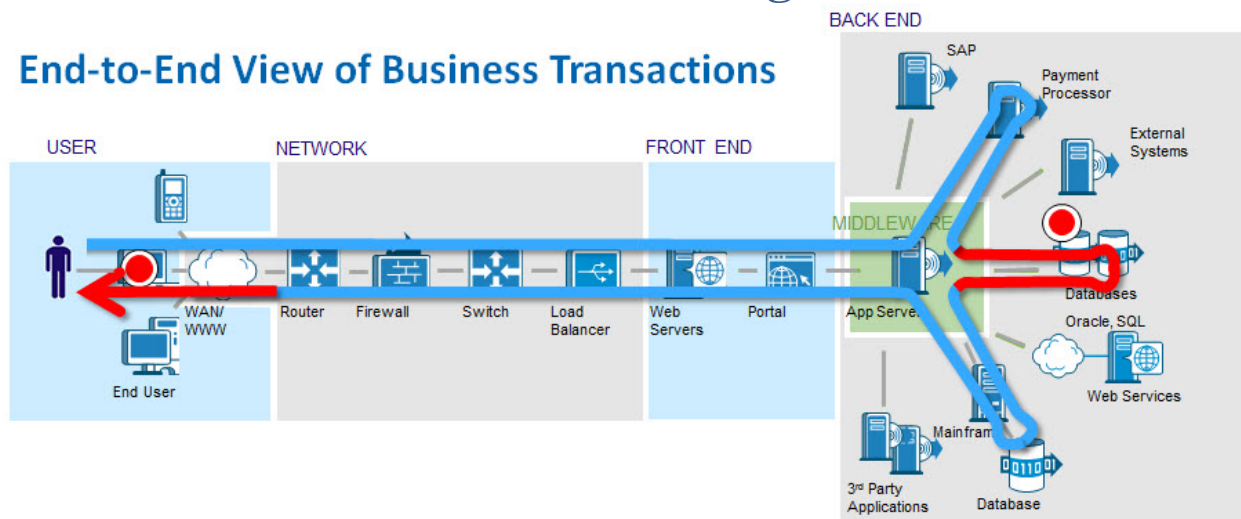 BACK END
End-to-End View of Business Transactions
SAP
Payment
Processor
External
Systems
USER
NETWORK
FRONT END
MIDDLEWARE
WAN/
WWW
Router
Firewall
Switch
Load
Balancer
Web
Servers
Portal
App Server
Databases
Oracle, SQL
Web Services
End User
Mainfram
3rd Party
Applications
Database